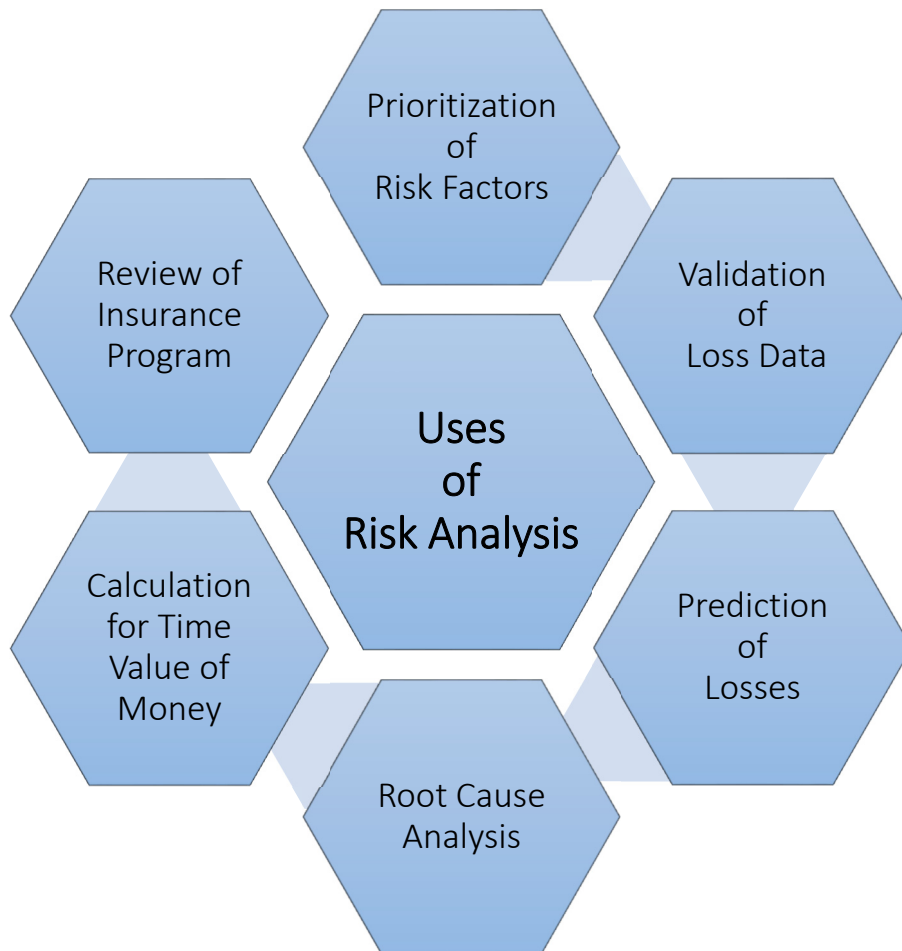 Prioritization
of
Risk Factors
Validation
of
Loss Data
Prediction
of
Losses
Root Cause
Analysis
Calculation
for Time
Value of
Money
Review of
Insurance
Program
Uses
of
Risk Analysis